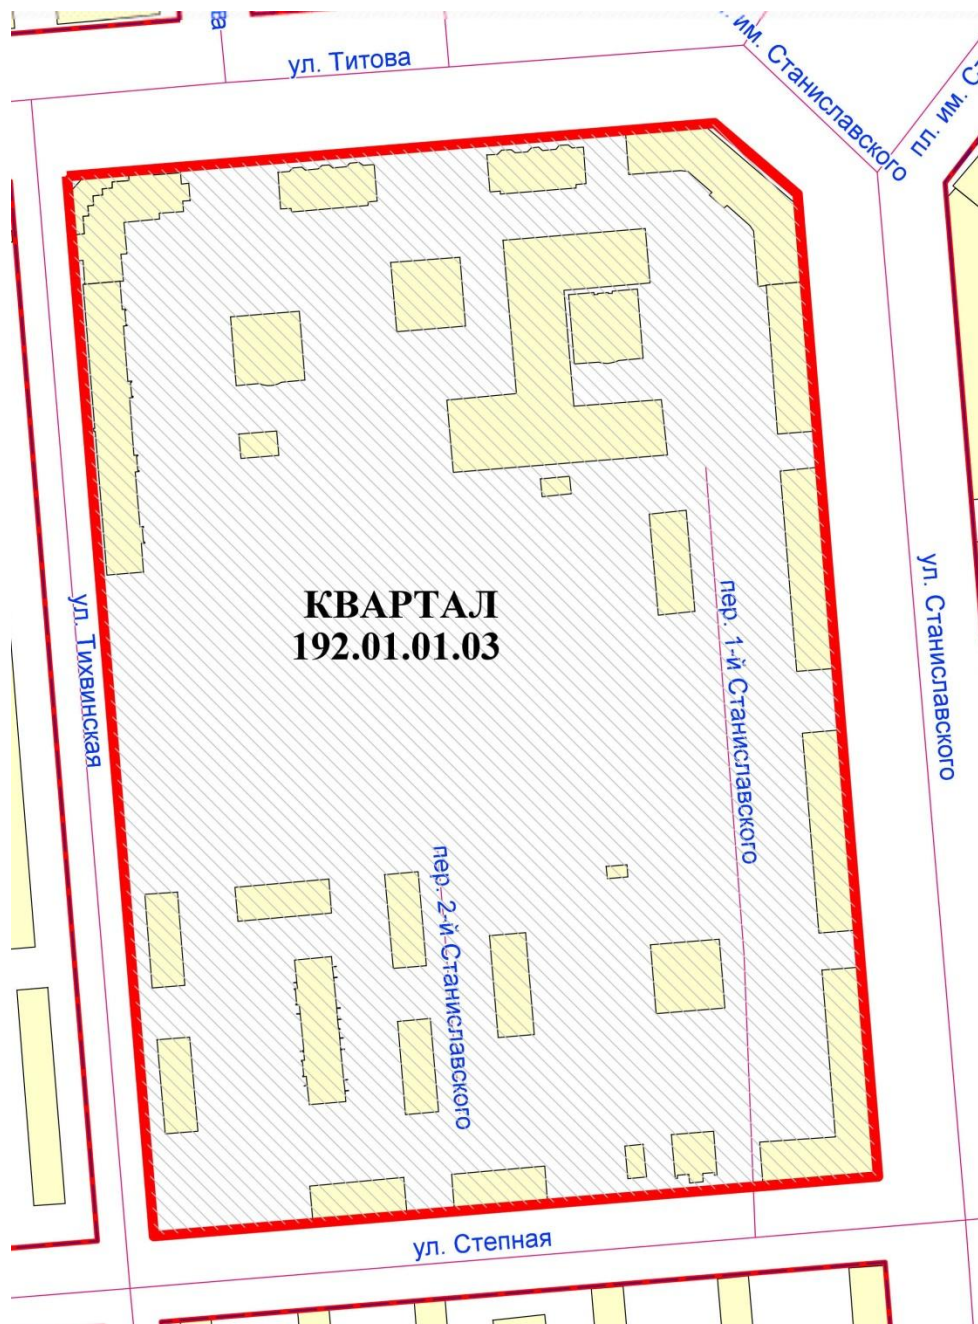 ул. Титова
им. Станиславского
пл. им. С
КВАРТАЛ
192.01.01.03
ул. Тихвинская
пер. 1-й Станиславского
ул. Станиславского
пер. 2-й Станиславского
ул. Степная